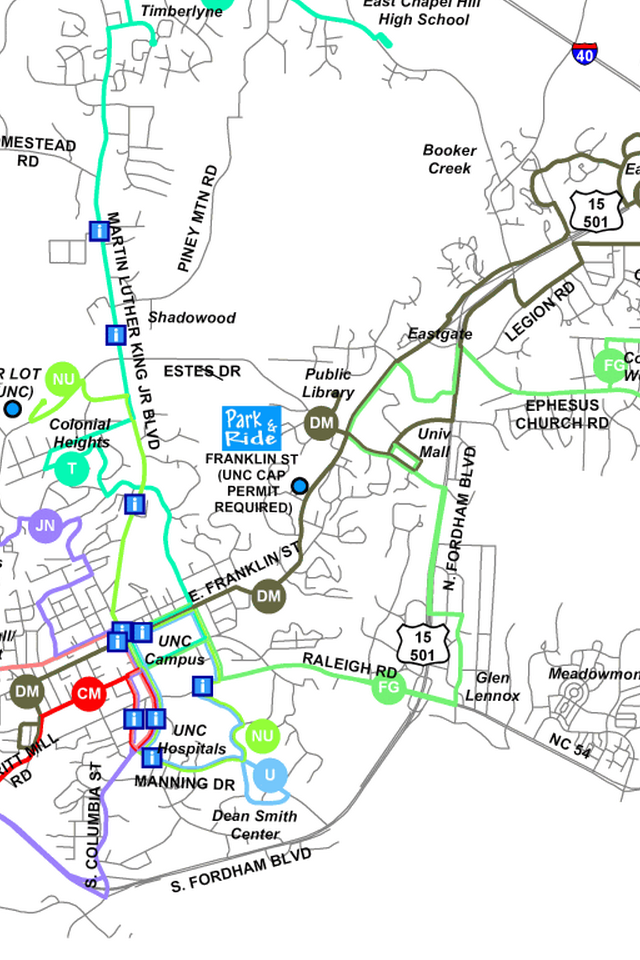 Timberlyne
East Chapel Hill
High School
40
MESTEAD
RD
PINEY MTN RD
Booker
Creek
15
501
i
MARTIN LUTHER KING JR BLVD
LEGION RD
Shadowood
i
Eastgate
ESTES DR
R LOT
UNC)
NU
Public
Library
FG
EPHESUS
CHURCH RD
Park &
Ride
DM
Colonial
Heights
T
Univ
Mall
FRANKLIN ST
(UNC CAP
PERMIT
REQUIRED)
N. FORDHAM BLVD
i
JN
E. FRANKLIN ST
DM
i
i
i
UNC
Campus
15
501
RALEIGH RD
FG
Glen
Lennox
Meadowmon
DM
CM
i
i
i
UNC
Hospitals
NU
NC 54
RD
i
MANNING DR
U
S. COLUMBIA ST
Dean Smith
Center
S. FORDHAM BLVD